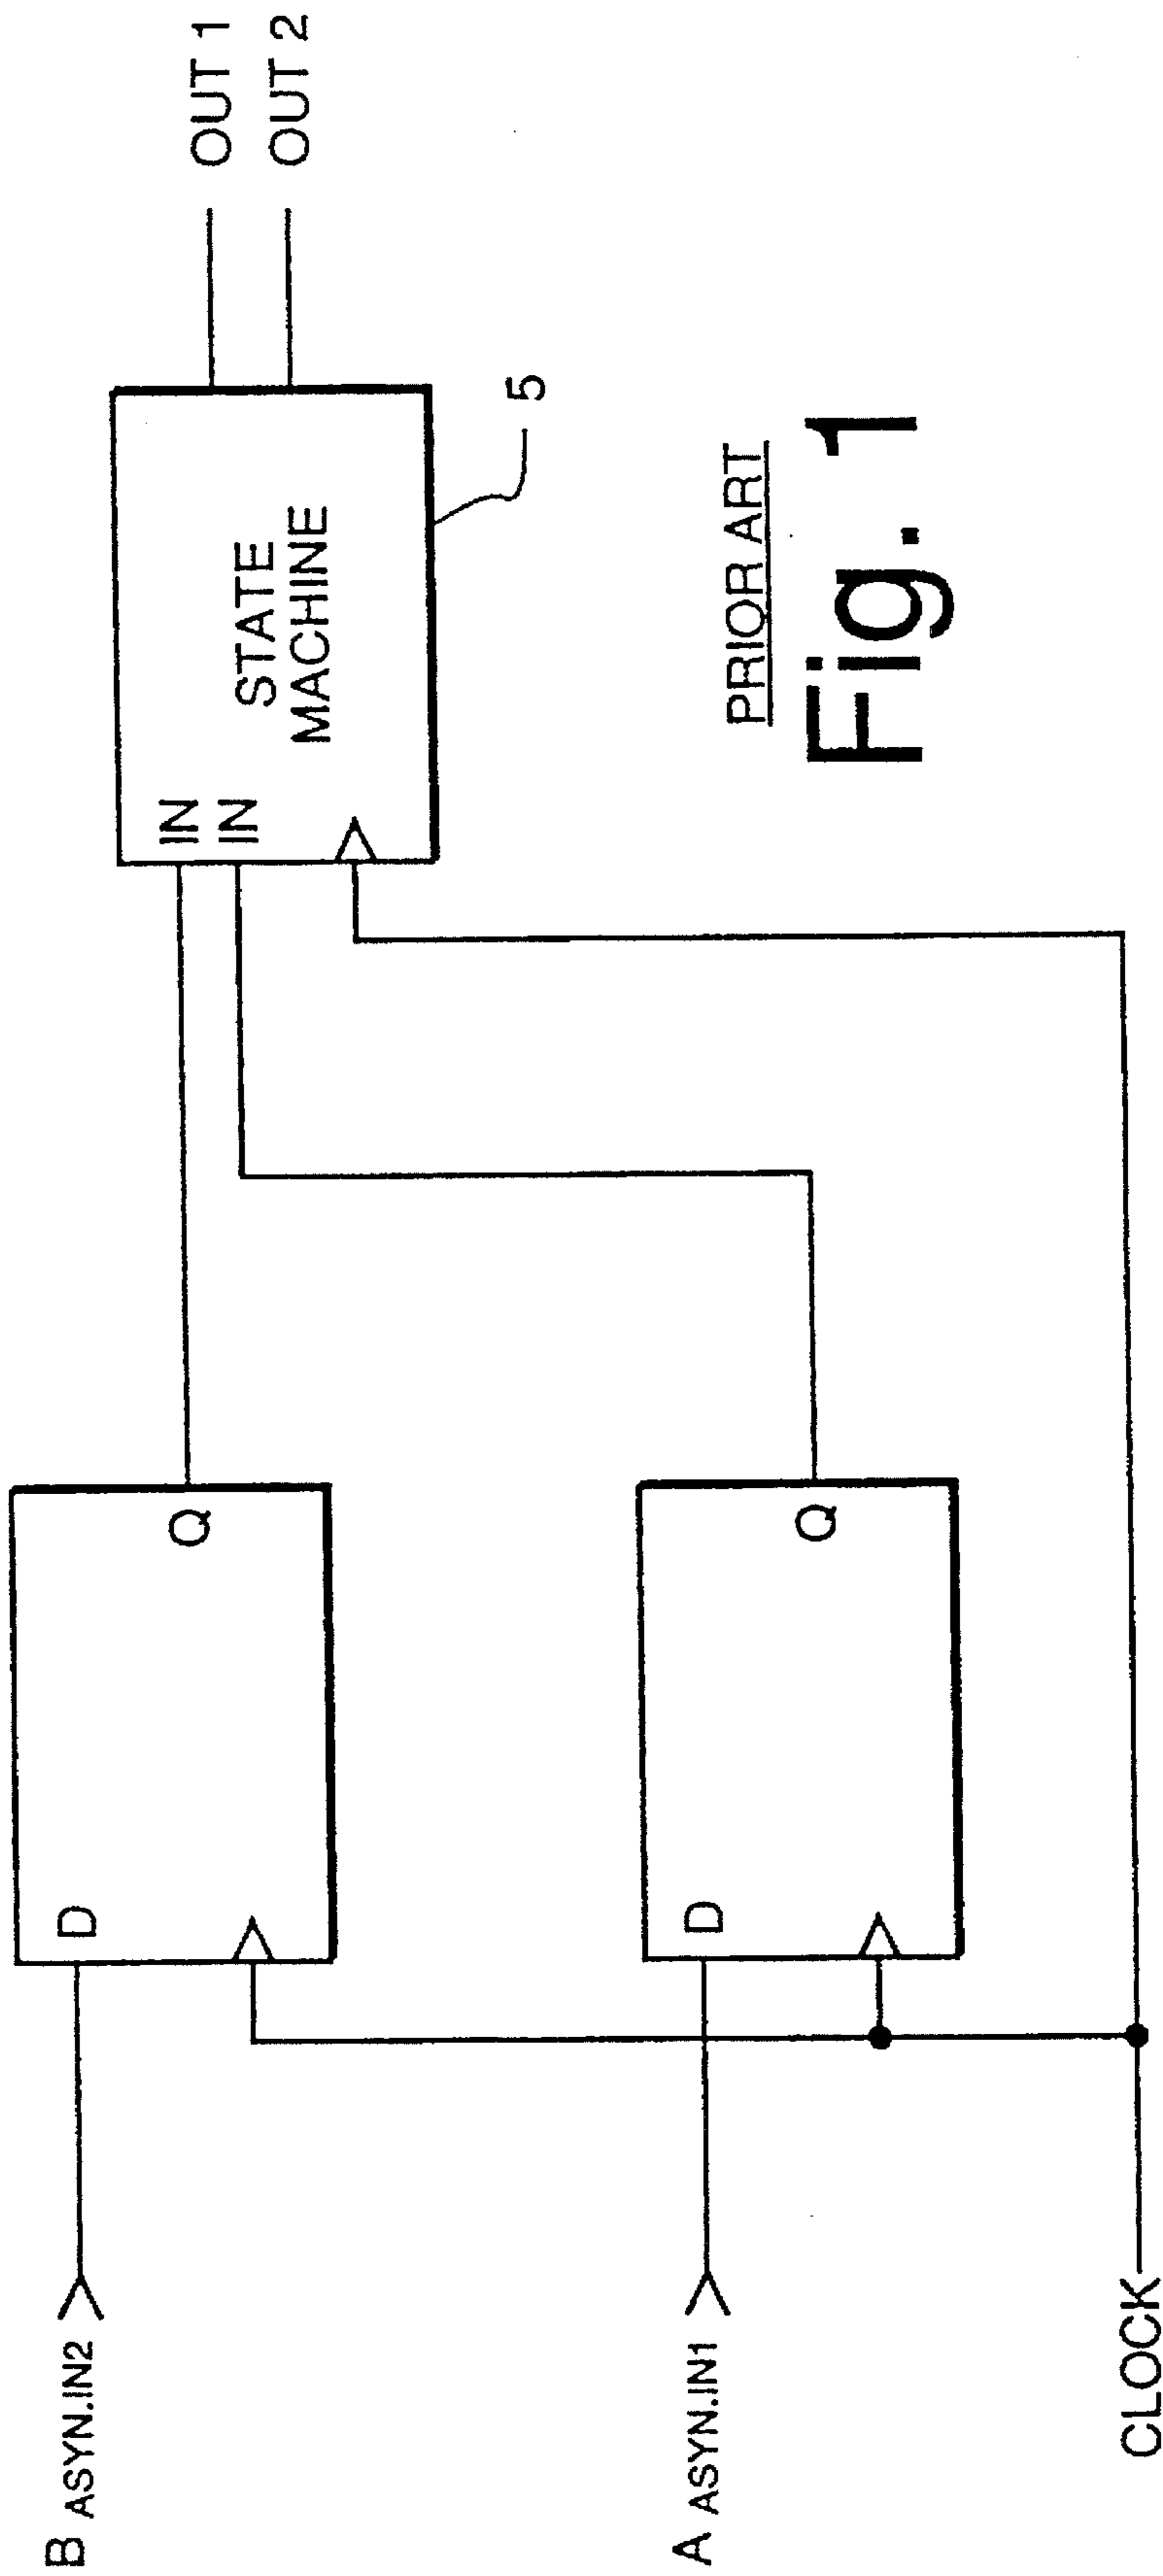 B ASYN.IN2
D
Q
IN
IN
STATE
MACHINE
OUT 1
OUT 2
5
A ASYN.IN1
D
Q
CLOCK
PRIOR ART
Fig. 1